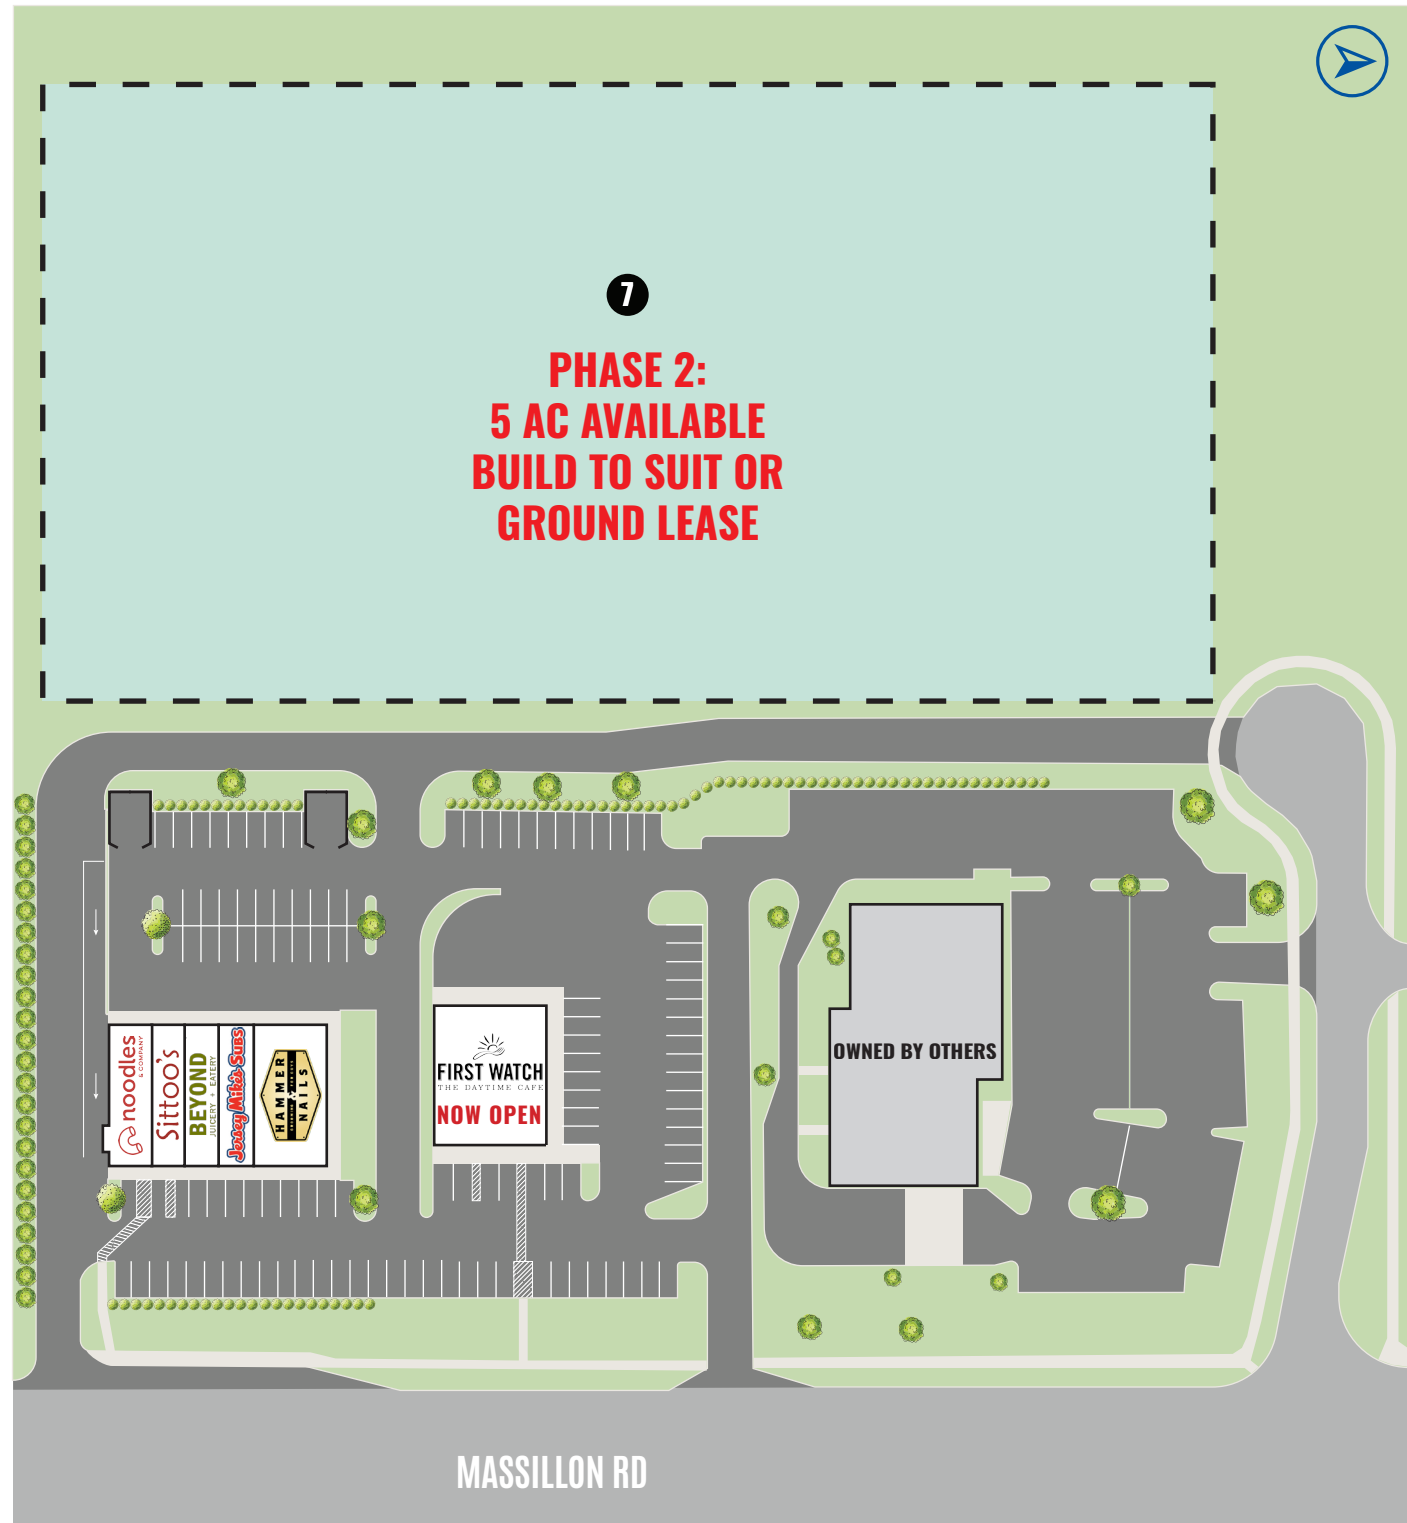 7
PHASE 2:
5 AC AVAILABLE
BUILD TO SUIT OR
GROUND LEASE
noodles
& COMPANY
Sittoo's
BEYOND
JUICERY + EATERY
Jersey Mike's Subs
HAMMER
NAILS
FIRST WATCH
THE DAYTIME CAFE
NOW OPEN
OWNED BY OTHERS
MASSILLON RD